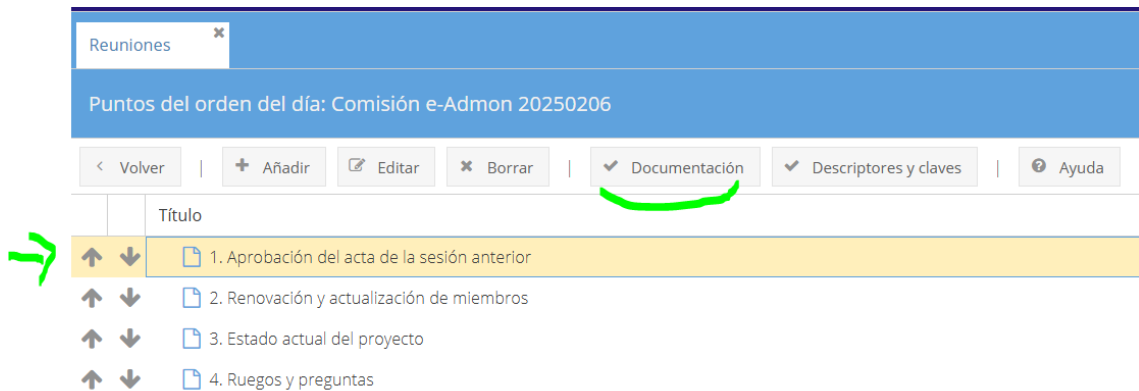 Reuniones
Puntos del orden del día: Comisión e-Admon 20250206
Volver | Añadir Editar Borrar | Documentación Descriptores y claves | Ayuda
Título
1. Aprobación del acta de la sesión anterior
2. Renovación y actualización de miembros
3. Estado actual del proyecto
4. Ruegos y preguntas